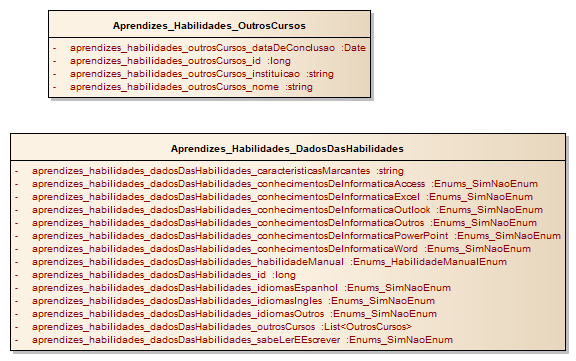 Aprendizes_Habilidades_OutrosCursos
- aprendizes_habilidades_outrosCursos_dataDeConclusao :Date
- aprendizes_habilidades_outrosCursos_id :long
- aprendizes_habilidades_outrosCursos_instituicao :string
- aprendizes_habilidades_outrosCursos_nome :string
Aprendizes_Habilidades_DadosDasHabilidades
- aprendizes_habilidades_dadosDasHabilidades_caracteristicasMarcantes :string
- aprendizes_habilidades_dadosDasHabilidades_conhecimentosDeInformaticaAccess :Enums_SimNaoEnum
- aprendizes_habilidades_dadosDasHabilidades_conhecimentosDeInformaticaExcel :Enums_SimNaoEnum
- aprendizes_habilidades_dadosDasHabilidades_conhecimentosDeInformaticaOutlook :Enums_SimNaoEnum
- aprendizes_habilidades_dadosDasHabilidades_conhecimentosDeInformaticaOutros :Enums_SimNaoEnum
- aprendizes_habilidades_dadosDasHabilidades_conhecimentosDeInformaticaPowerPoint :Enums_SimNaoEnum
- aprendizes_habilidades_dadosDasHabilidades_conhecimentosDeInformaticaWord :Enums_SimNaoEnum
- aprendizes_habilidades_dadosDasHabilidades_habilidadeManual :Enums_HabilidadeManualEnum
- aprendizes_habilidades_dadosDasHabilidades_id :long
- aprendizes_habilidades_dadosDasHabilidades_idiomasEspanhol :Enums_SimNaoEnum
- aprendizes_habilidades_dadosDasHabilidades_idiomasIngles :Enums_SimNaoEnum
- aprendizes_habilidades_dadosDasHabilidades_idiomasOutros :Enums_SimNaoEnum
- aprendizes_habilidades_dadosDasHabilidades_outrosCursos :List<OutrosCursos>
- aprendizes_habilidades_dadosDasHabilidades_sabeLerEEscrever :Enums_SimNaoEnum